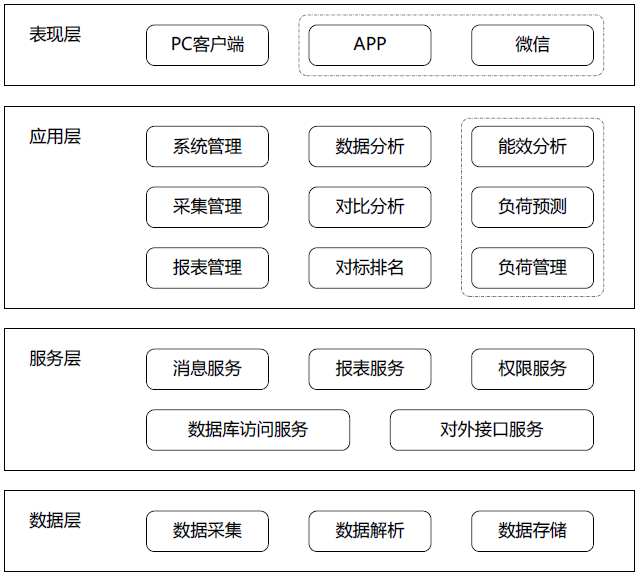 表现层
PC客户端
APP
微信
应用层
系统管理
数据分析
能效分析
采集管理
对比分析
负荷预测
报表管理
对标排名
负荷管理
服务层
消息服务
报表服务
权限服务
数据库访问服务
对外接口服务
数据层
数据采集
数据解析
数据存储